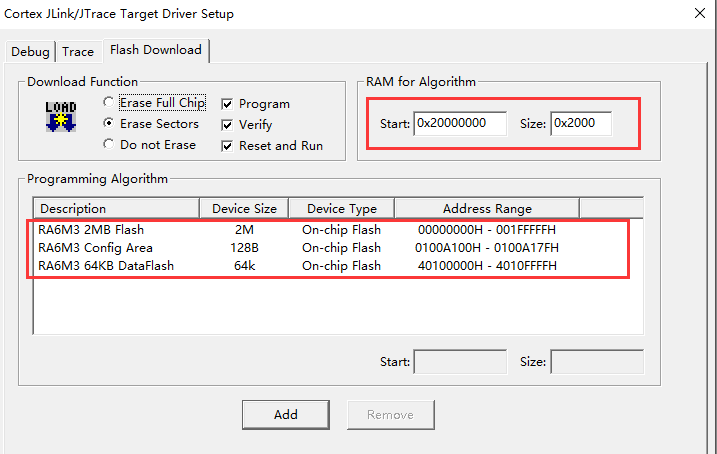 Cortex JLink/JTrace Target Driver Setup
Debug Trace Flash Download
Download Function
LOAD
Erase Full Chip
Erase Sectors
Do not Erase
Program
Verify
Reset and Run
RAM for Algorithm
Start: 0x20000000 Size: 0x2000
Programming Algorithm
Description Device Size Device Type Address Range
RA6M3 2MB Flash 2M On-chip Flash 00000000H - 001FFFFFH
RA6M3 Config Area 128B On-chip Flash 0100A100H - 0100A17FH
RA6M3 64KB DataFlash 64k On-chip Flash 40100000H - 4010FFFFH
Start: Size:
Add Remove